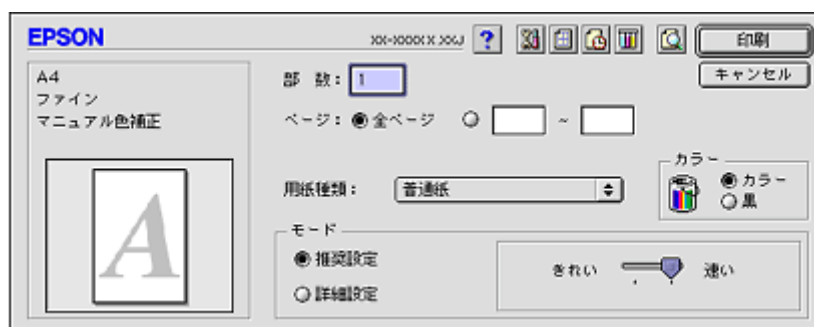 EPSON
XX-XXXX X XXJ
?
印刷
キャンセル
A4
ファイン
マニュアル色補正
部 数：
1
ページ：
全ページ
~
用紙種類：
普通紙
カラー
カラー
黒
モード
推奨設定
詳細設定
きれい
速い
A